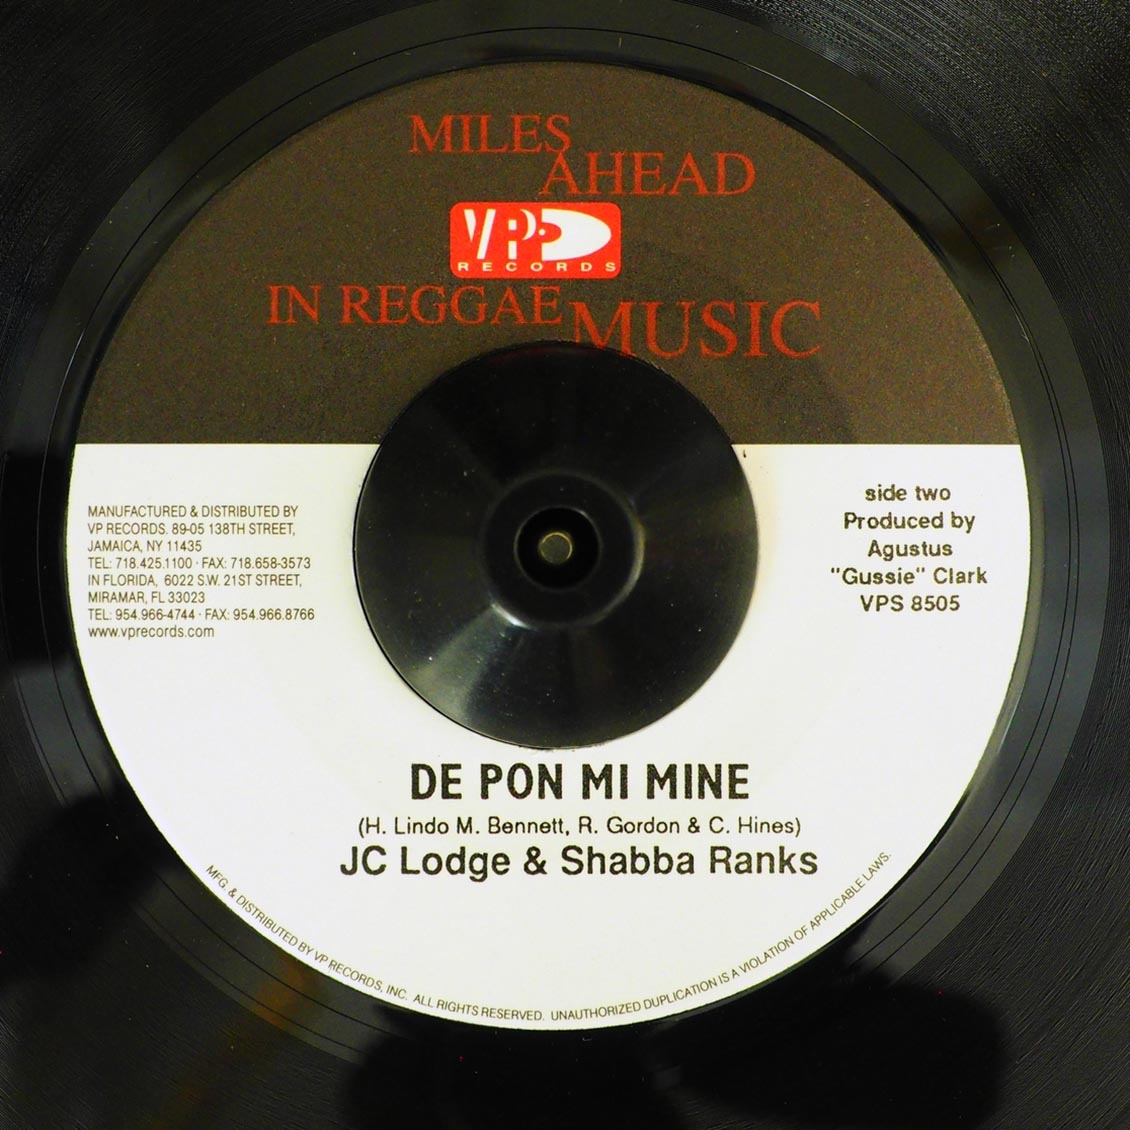 MILES
AHEAD
VP
RECORDS
IN REGGAE
MUSIC
MANUFACTURED & DISTRIBUTED BY
VP RECORDS. 89-05 138TH STREET,
JAMAICA, NY 11435
TEL: 718.425.1100 · FAX: 718.658-3573
IN FLORIDA, 6022 S.W. 21ST STREET,
MIRAMAR, FL 33023
TEL: 954.966-4744 · FAX: 954.966.8766
www.vprecords.com
side two
Produced by
Agustus
"Gussie" Clark
VPS 8505
DE PON MI MINE
(H. Lindo M. Bennett, R. Gordon & C. Hines)
JC Lodge & Shabba Ranks
MFG. & DISTRIBUTED BY VP RECORDS, INC. ALL RIGHTS RESERVED. UNAUTHORIZED DUPLICATION IS A VIOLATION OF APPLICABLE LAWS.